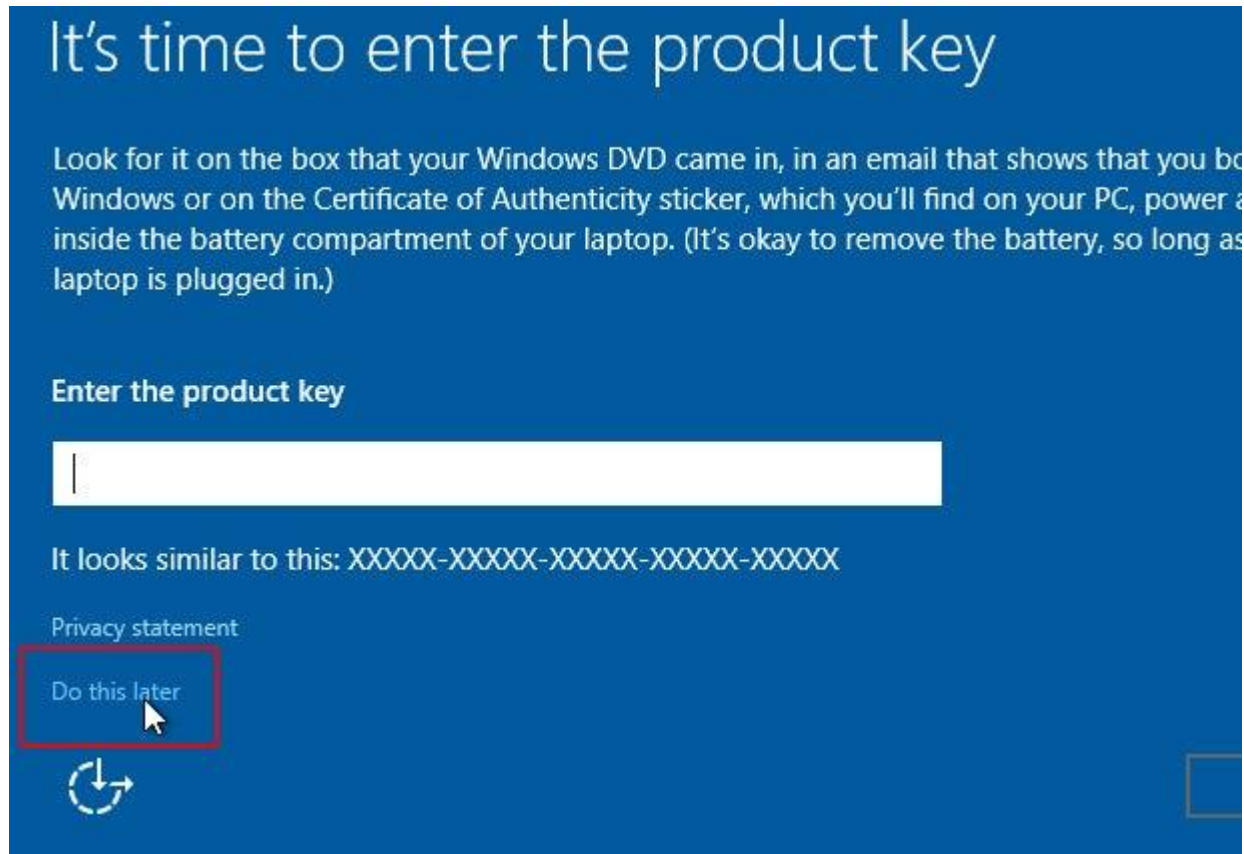 It's time to enter the product key
Look for it on the box that your Windows DVD came in, in an email that shows that you
Windows or on the Certificate of Authenticity sticker, which you'll find on your PC, power
inside the battery compartment of your laptop. (It's okay to remove the battery, so long as
laptop is plugged in.)
Enter the product key
It looks similar to this: XXXXX-XXXXX-XXXXX-XXXXX-XXXXX
Privacy statement
Do this later